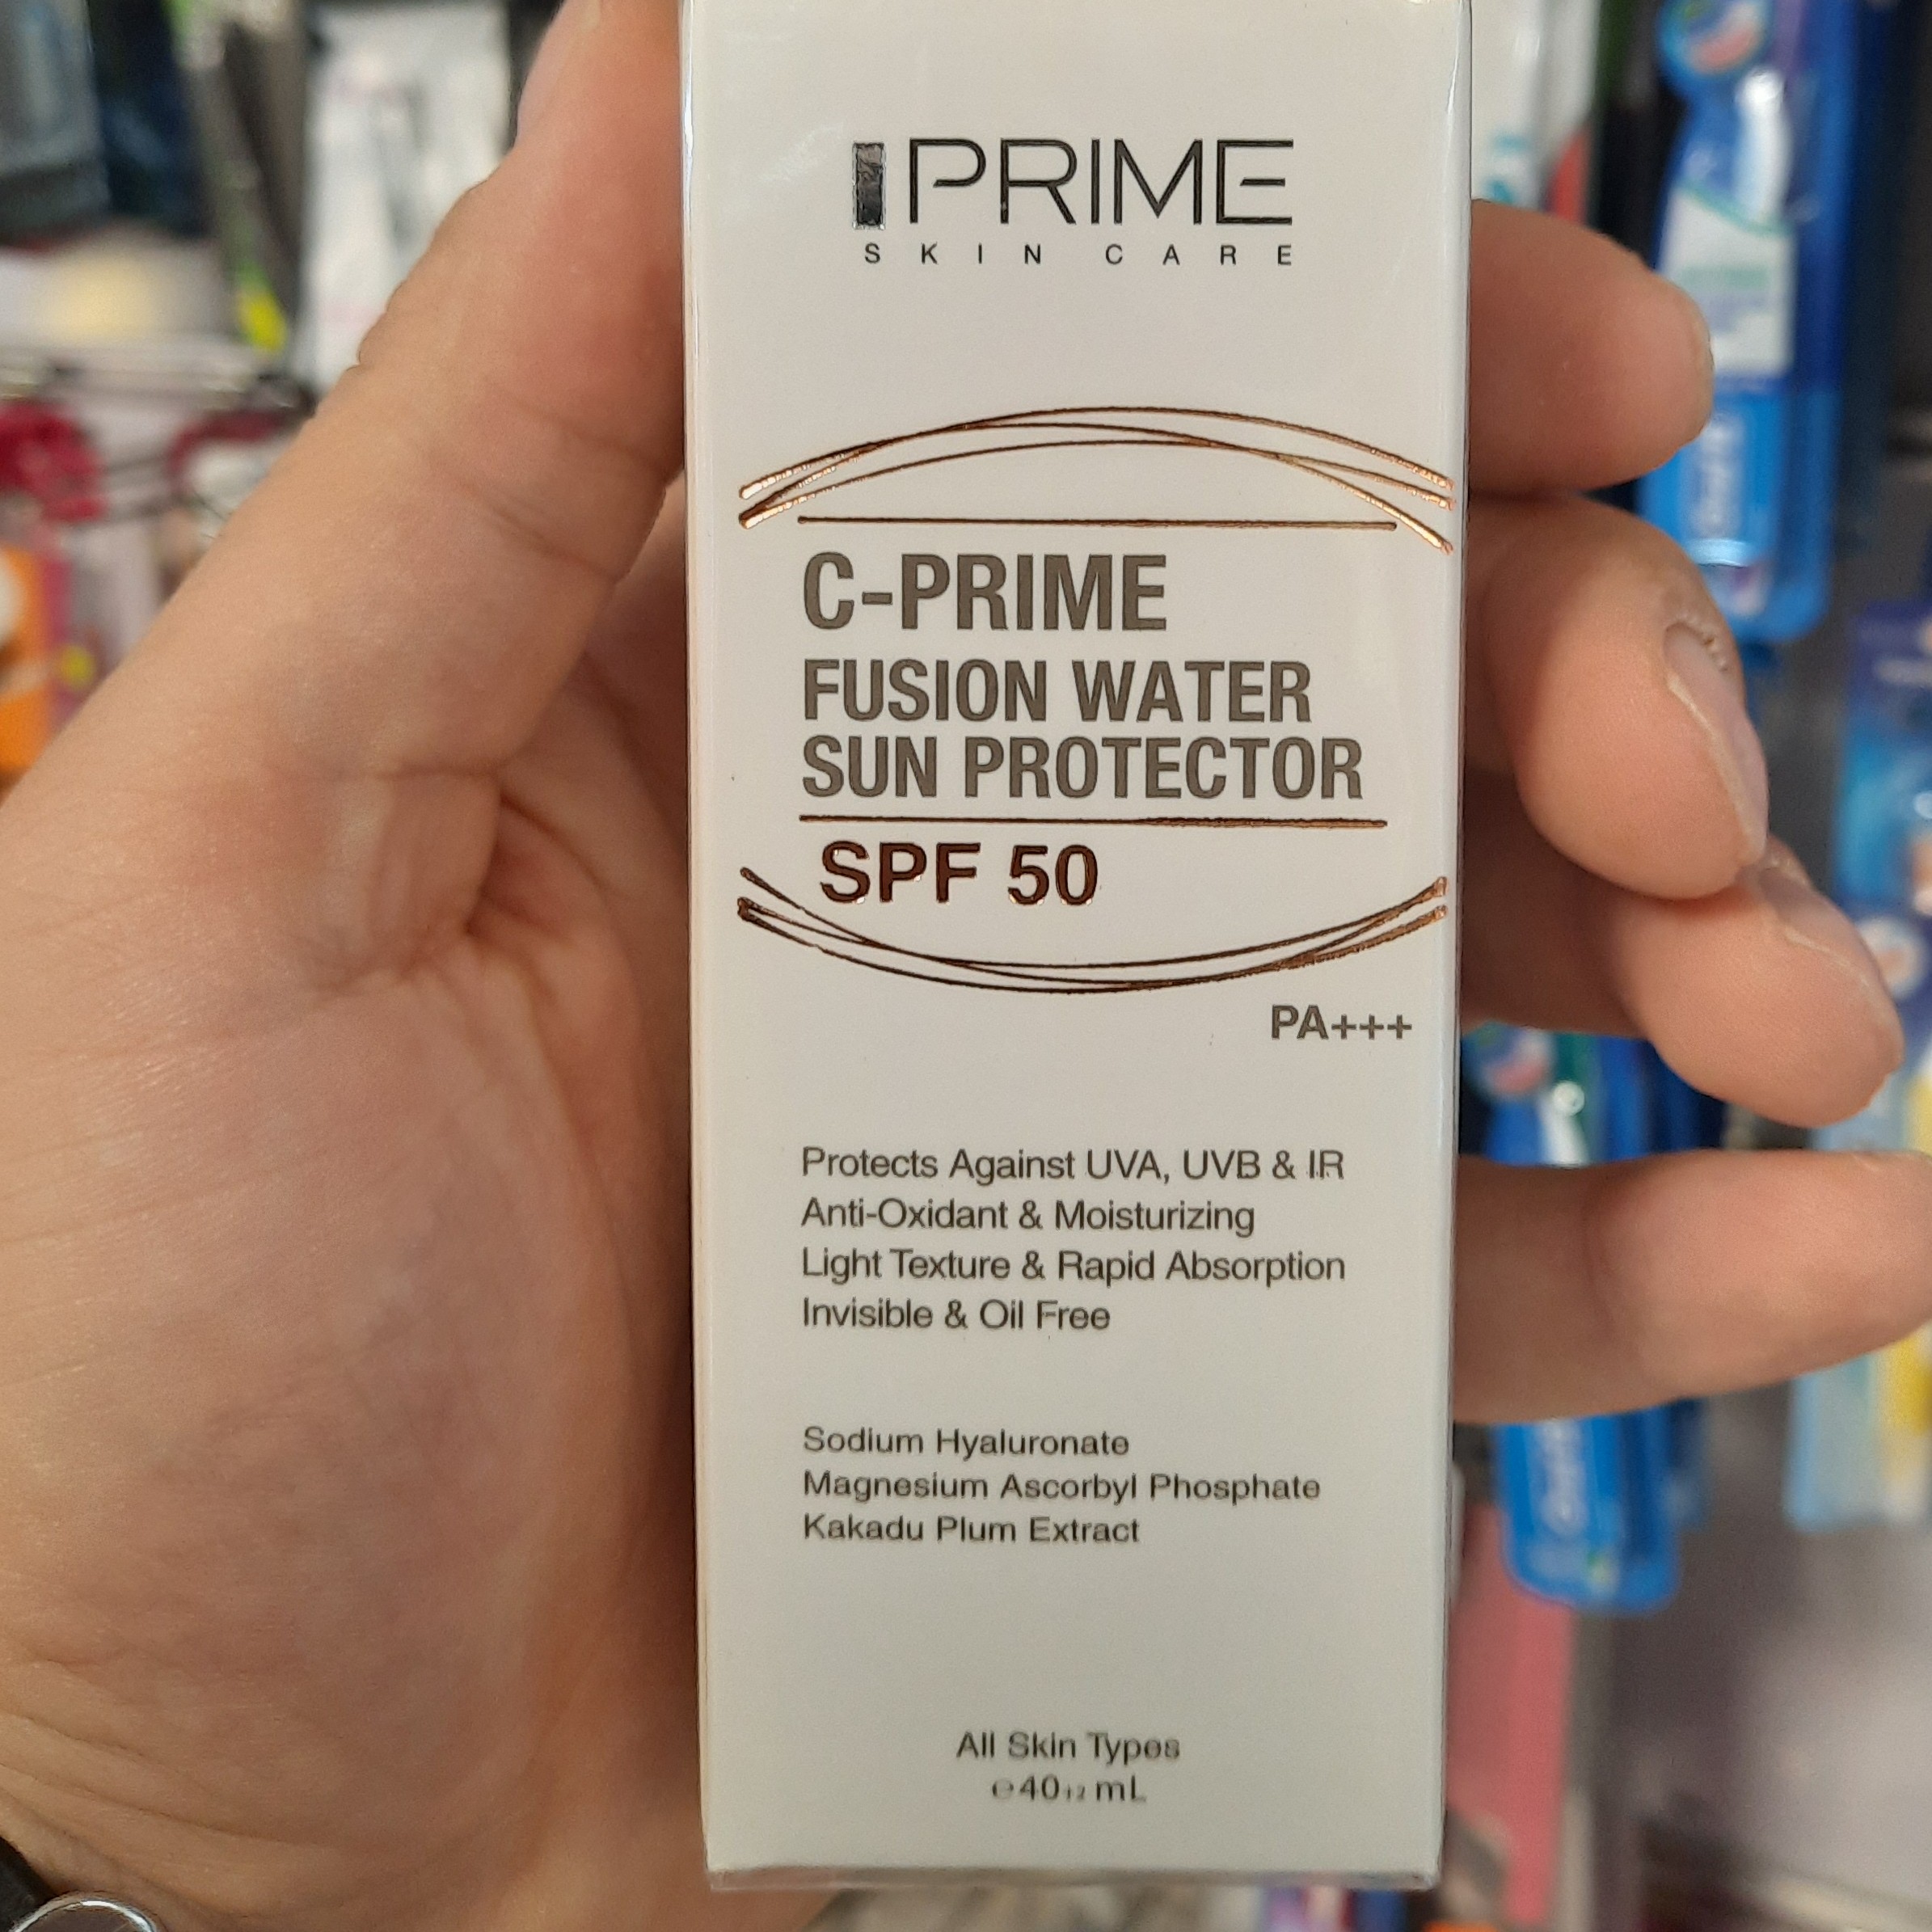 PRIME
SKIN CARE
C-PRIME
FUSION WATER
SUN PROTECTOR
SPF 50
PA+++
Protects Against UVA, UVB & IR
Anti-Oxidant & Moisturizing
Light Texture & Rapid Absorption
Invisible & Oil Free
Sodium Hyaluronate
Magnesium Ascorbyl Phosphate
Kakadu Plum Extract
All Skin Types
℮40±2 mL